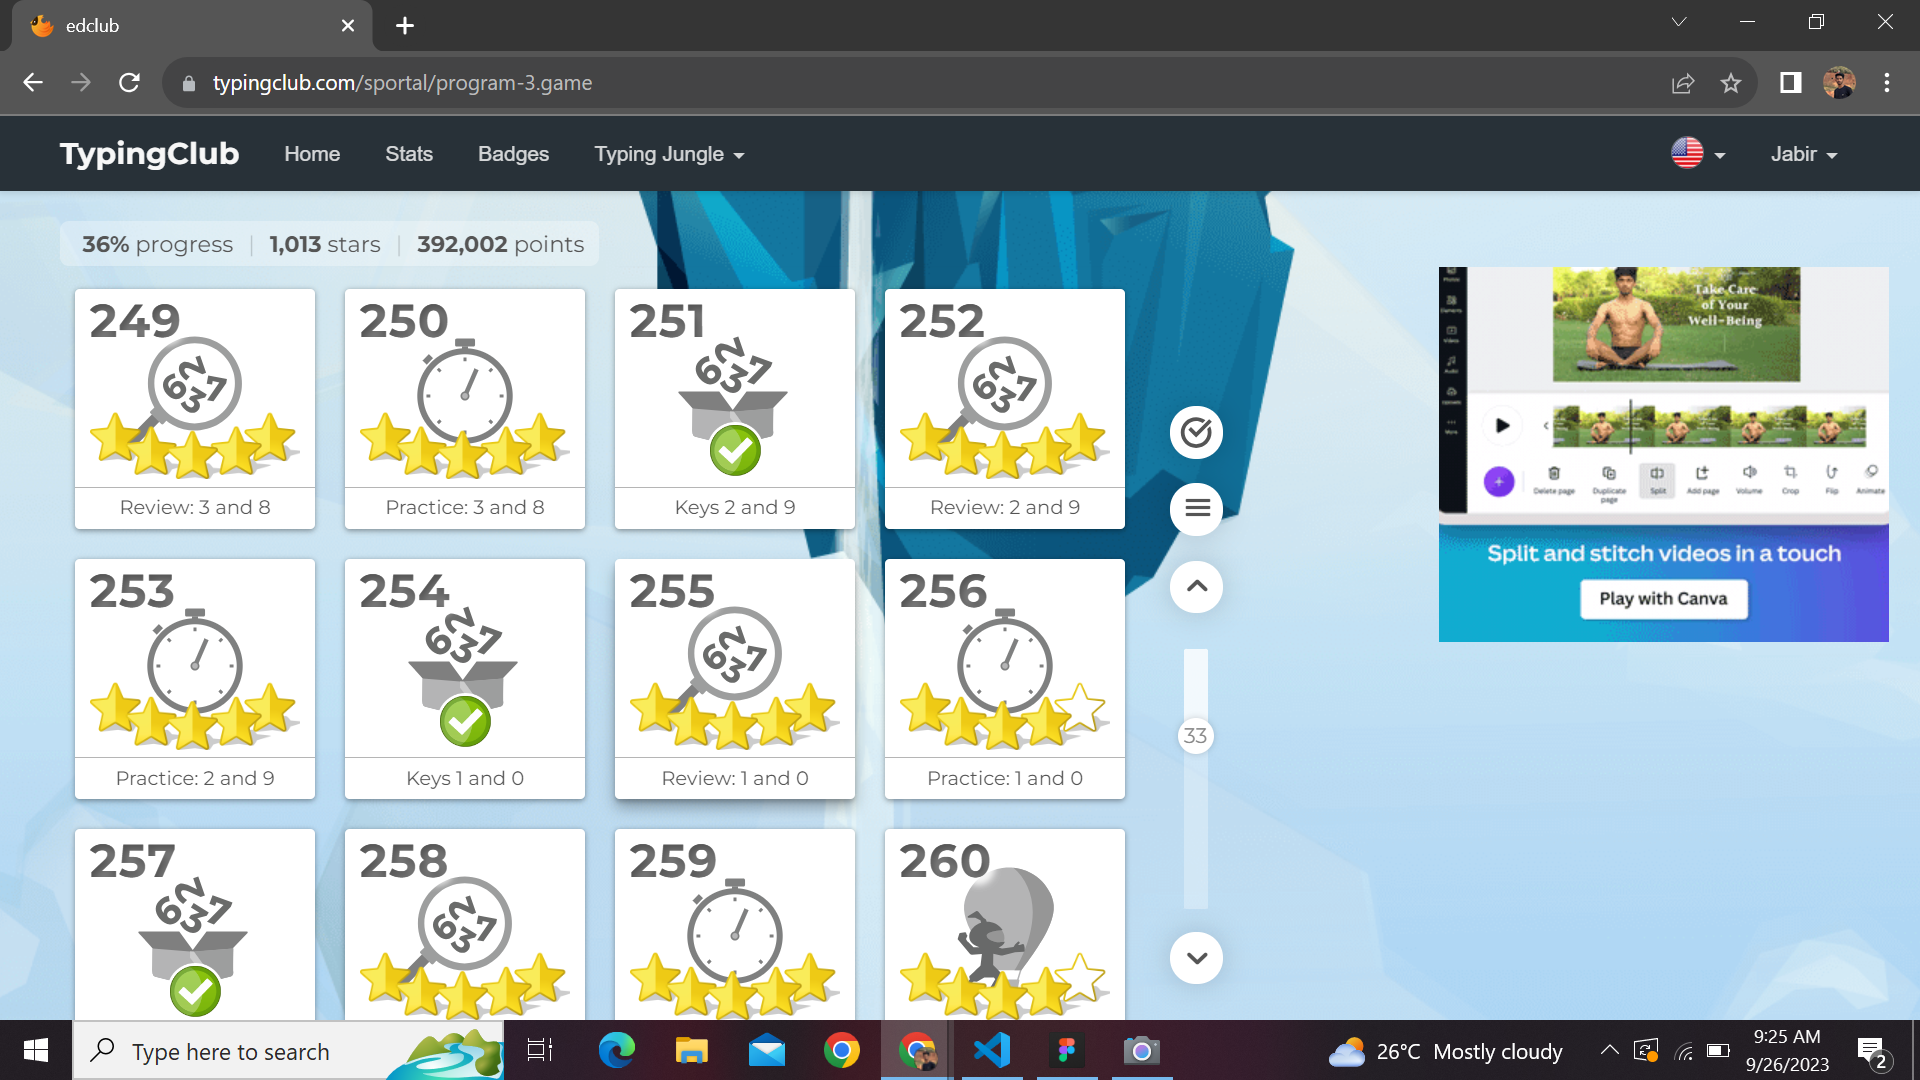 edclub
typingclub.com/sportal/program-3.game
TypingClub Home Stats Badges Typing Jungle Jabir
36% progress | 1,013 stars | 392,002 points
249
Review: 3 and 8
250
Practice: 3 and 8
251
Keys 2 and 9
252
Review: 2 and 9
253
Practice: 2 and 9
254
Keys 1 and 0
255
Review: 1 and 0
256
Practice: 1 and 0
257
258
259
260
33
Take Care
of Your
Well-Being
Delete page
Duplicate page
Split
Add page
Volume
Crop
Flip
Animate
Split and stitch videos in a touch
Play with Canva
Type here to search
26°C Mostly cloudy
9:25 AM
9/26/2023
2